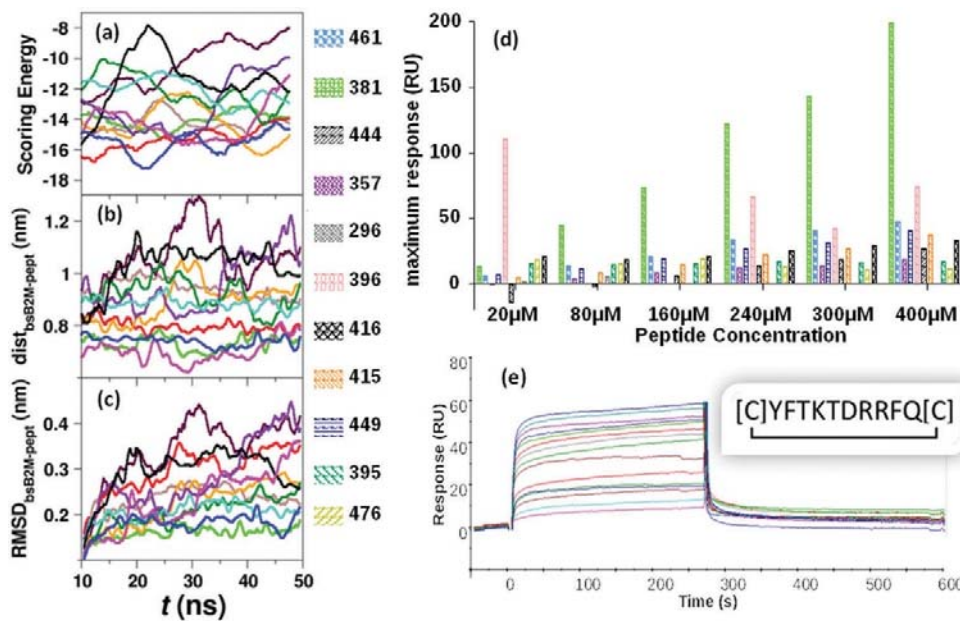 (a)
Scoring Energy
-8
-10
-12
-14
-16
-18
(b)
dist_bsB2M-pept (nm)
1.2
1
0.8
(c)
RMSD_bsB2M-pept (nm)
0.4
0.3
0.2
10 20 30 40 50
t (ns)
461
381
444
357
296
396
416
415
449
395
476
(d)
maximum response (RU)
200
150
100
50
0
20µM 80µM 160µM 240µM 300µM 400µM
Peptide Concentration
(e)
Response (RU)
80
60
40
20
0
0 100 200 300 400 500 600
Time (s)
[C]YFTKTDRRFQ[C]